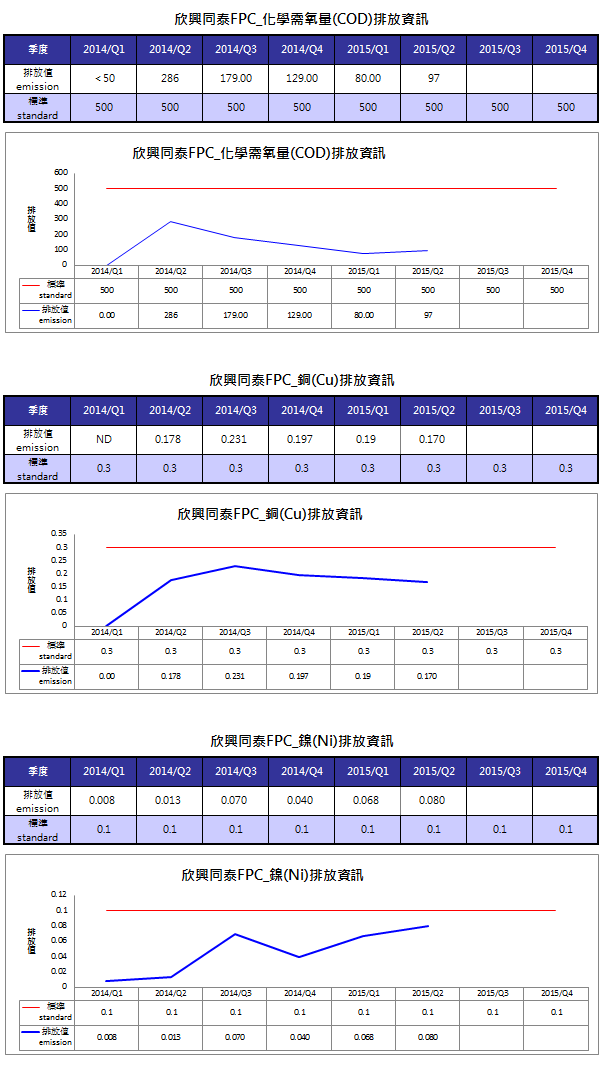 欣興同泰FPC_化學需氧量(COD)排放資訊
季度 2014/Q1 2014/Q2 2014/Q3 2014/Q4 2015/Q1 2015/Q2 2015/Q3 2015/Q4
排放值 emission <50 286 179.00 129.00 80.00 97
標準 standard 500 500 500 500 500 500 500 500
欣興同泰FPC_化學需氧量(COD)排放資訊
排放值
600
500
400
300
200
100
0
2014/Q1 2014/Q2 2014/Q3 2014/Q4 2015/Q1 2015/Q2 2015/Q3 2015/Q4
標準 standard 500 500 500 500 500 500 500 500
排放值 emission 0.00 286 179.00 129.00 80.00 97
欣興同泰FPC_銅(Cu)排放資訊
季度 2014/Q1 2014/Q2 2014/Q3 2014/Q4 2015/Q1 2015/Q2 2015/Q3 2015/Q4
排放值 emission ND 0.178 0.231 0.197 0.19 0.170
標準 standard 0.3 0.3 0.3 0.3 0.3 0.3 0.3 0.3
欣興同泰FPC_銅(Cu)排放資訊
排放值
0.35
0.3
0.25
0.2
0.15
0.1
0.05
0
2014/Q1 2014/Q2 2014/Q3 2014/Q4 2015/Q1 2015/Q2 2015/Q3 2015/Q4
標準 standard 0.3 0.3 0.3 0.3 0.3 0.3 0.3 0.3
排放值 emission 0.00 0.178 0.231 0.197 0.19 0.170
欣興同泰FPC_鎳(Ni)排放資訊
季度 2014/Q1 2014/Q2 2014/Q3 2014/Q4 2015/Q1 2015/Q2 2015/Q3 2015/Q4
排放值 emission 0.008 0.013 0.070 0.040 0.068 0.080
標準 standard 0.1 0.1 0.1 0.1 0.1 0.1 0.1 0.1
欣興同泰FPC_鎳(Ni)排放資訊
排放值
0.12
0.1
0.08
0.06
0.04
0.02
0
2014/Q1 2014/Q2 2014/Q3 2014/Q4 2015/Q1 2015/Q2 2015/Q3 2015/Q4
標準 standard 0.1 0.1 0.1 0.1 0.1 0.1 0.1 0.1
排放值 emission 0.008 0.013 0.070 0.040 0.068 0.080